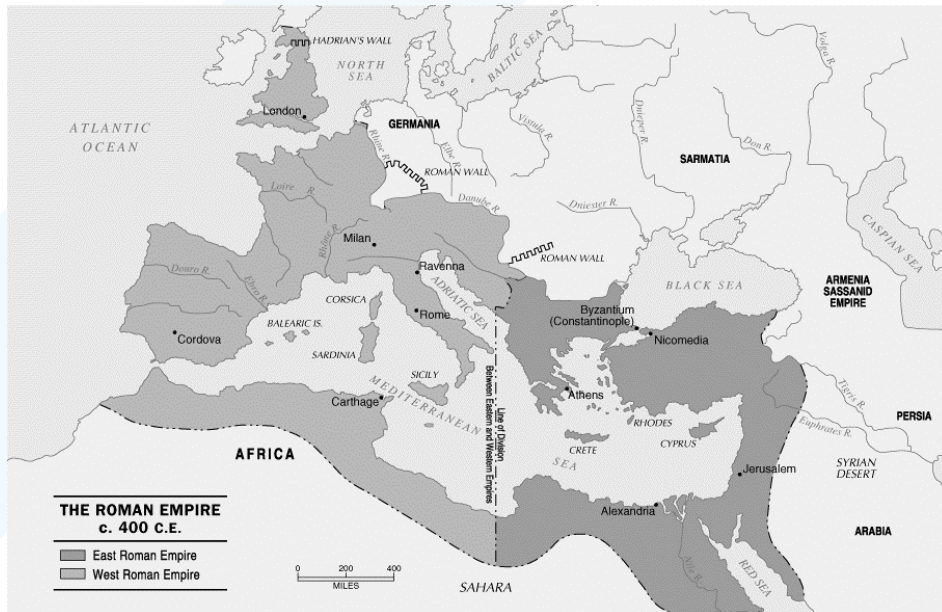 HADRIAN'S WALL
NORTH
SEA
BALTIC SEA
Volga R.
London
ATLANTIC
OCEAN
GERMANIA
Rhine R.
Elbe R.
Vistula R.
Dnieper R.
Don R.
SARMATIA
ROMAN WALL
Loire R.
Danube R.
Dniester R.
CASPIAN SEA
Milan
Rhône R.
ROMAN WALL
Ravenna
Douro R.
Ebro R.
ADRIATIC SEA
BLACK SEA
ARMENIA
SASSANID
EMPIRE
CORSICA
Rome
Byzantium
(Constantinople)
Nicomedia
BALEARIC IS.
Cordova
SARDINIA
SICILY
MEDITERRANEAN
SEA
Line of Division
Between Eastern and Western Empires
Athens
Tigris R.
Carthage
RHODES
CRETE
CYPRUS
Euphrates R.
PERSIA
AFRICA
SYRIAN
DESERT
Jerusalem
Alexandria
ARABIA
THE ROMAN EMPIRE
c. 400 C.E.
East Roman Empire
West Roman Empire
0 200 400
MILES
SAHARA
Nile R.
RED SEA